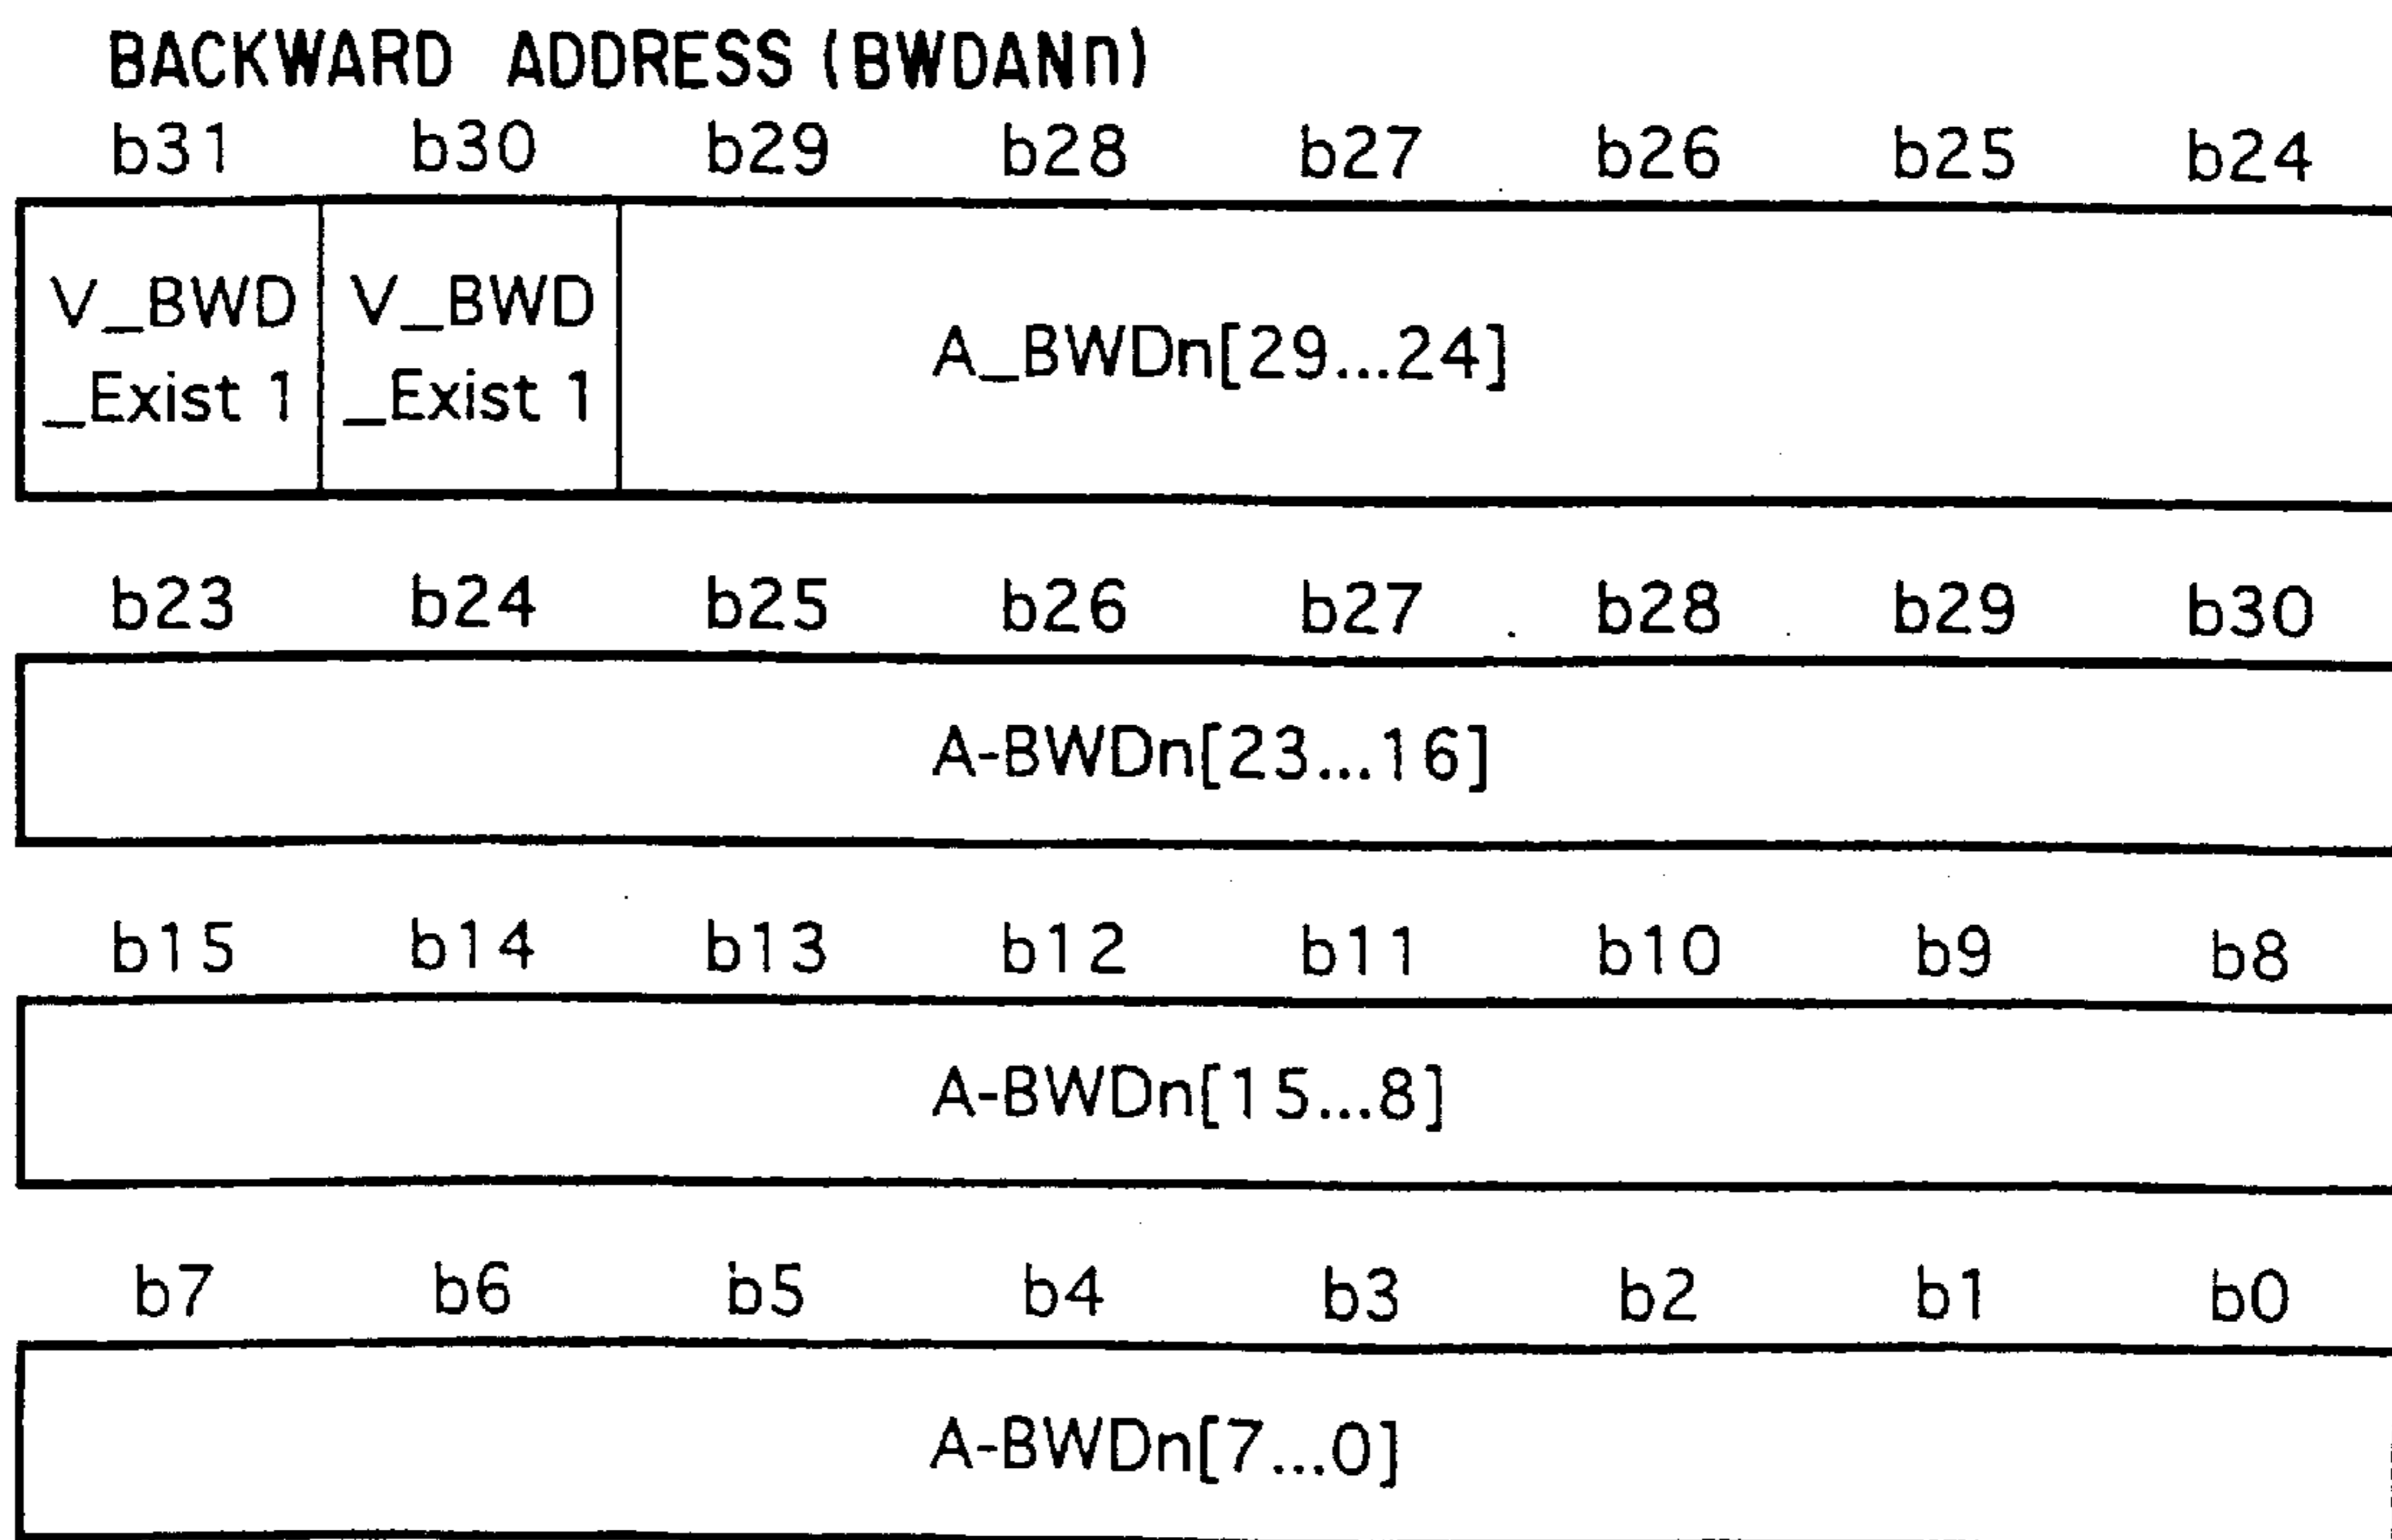 BACKWARD ADDRESS (BWDANn)
b31 b30 b29 b28 b27 b26 b25 b24
V_BWD V_BWD
A_BWDn[29...24]
_Exist 1 _Exist 1
b23 b24 b25 b26 b27 b28 b29 b30
A-BWDn[23...16]
b15 b14 b13 b12 b11 b10 b9 b8
A-BWDn[15...8]
b7 b6 b5 b4 b3 b2 b1 b0
A-BWDn[7...0]